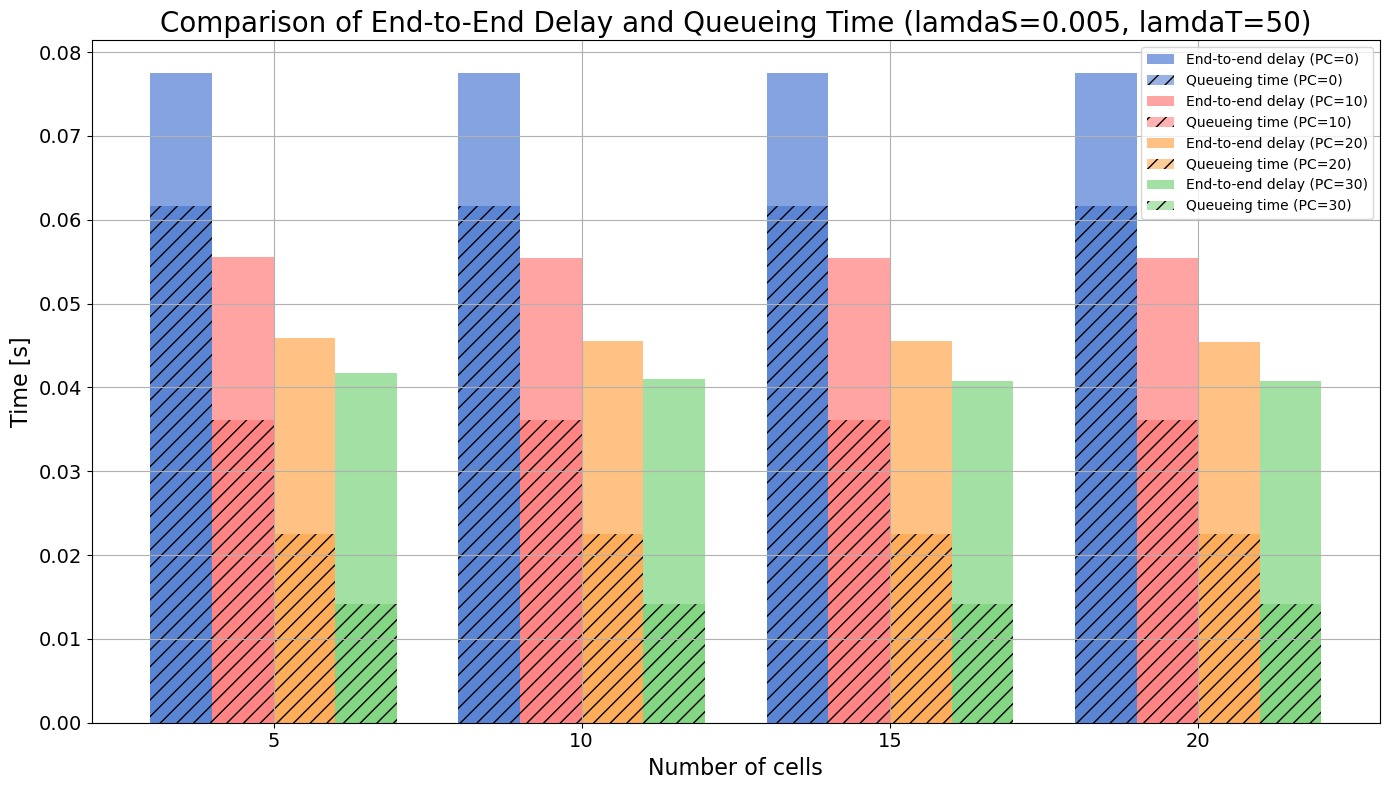 Comparison of End-to-End Delay and Queueing Time (lamdaS=0.005, lamdaT=50)
0.08
0.07
0.06
0.05
0.04
0.03
0.02
0.01
0.00
Time [s]
End-to-end delay (PC=0)
Queueing time (PC=0)
End-to-end delay (PC=10)
Queueing time (PC=10)
End-to-end delay (PC=20)
Queueing time (PC=20)
End-to-end delay (PC=30)
Queueing time (PC=30)
5 10 15 20
Number of cells